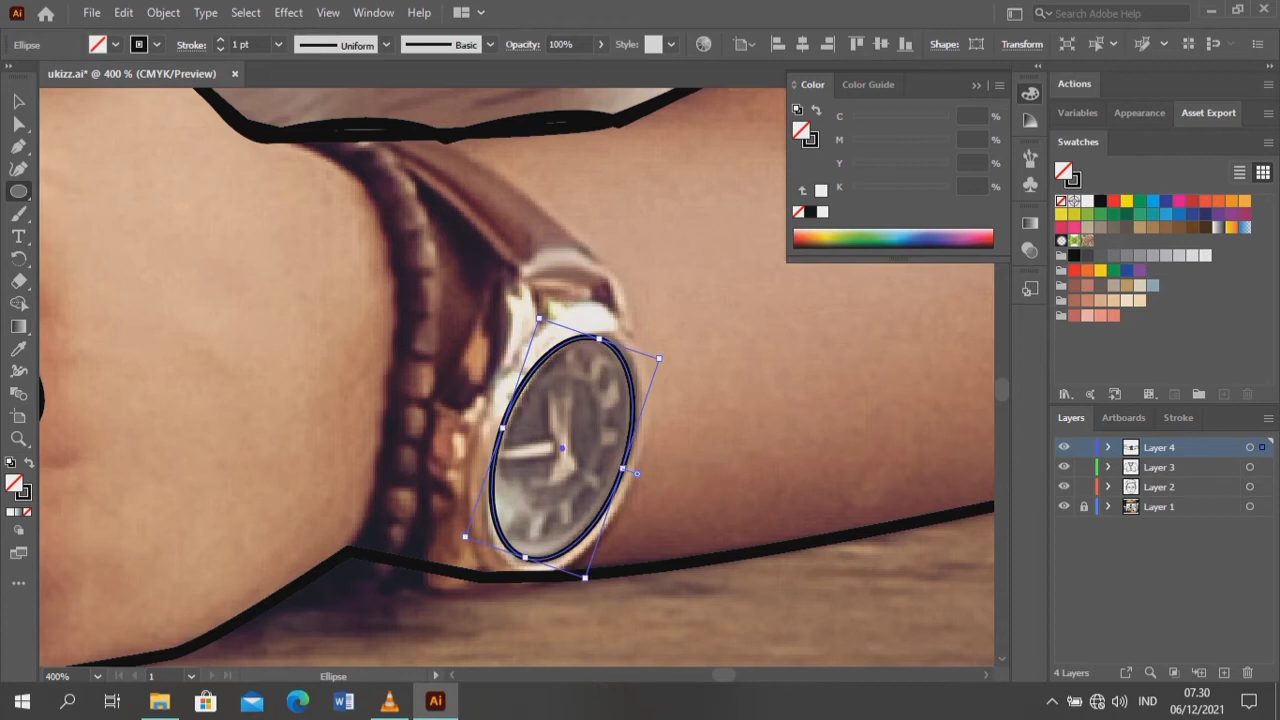 Ai File Edit Object Type Select Effect View Window Help Search Adobe Help
Ellipse Stroke: 1 pt Uniform Basic Opacity: 100% Style: Shape: Transform
ukizz.ai* @ 400 % (CMYK/Preview) ×
Color Color Guide
C %
M %
Y %
K %
Actions
Variables Appearance Asset Export
Swatches
Layers Artboards Stroke
Layer 4
Layer 3
Layer 2
Layer 1
4 Layers
400% 1 Ellipse
W Ai IND 07.30
06/12/2021